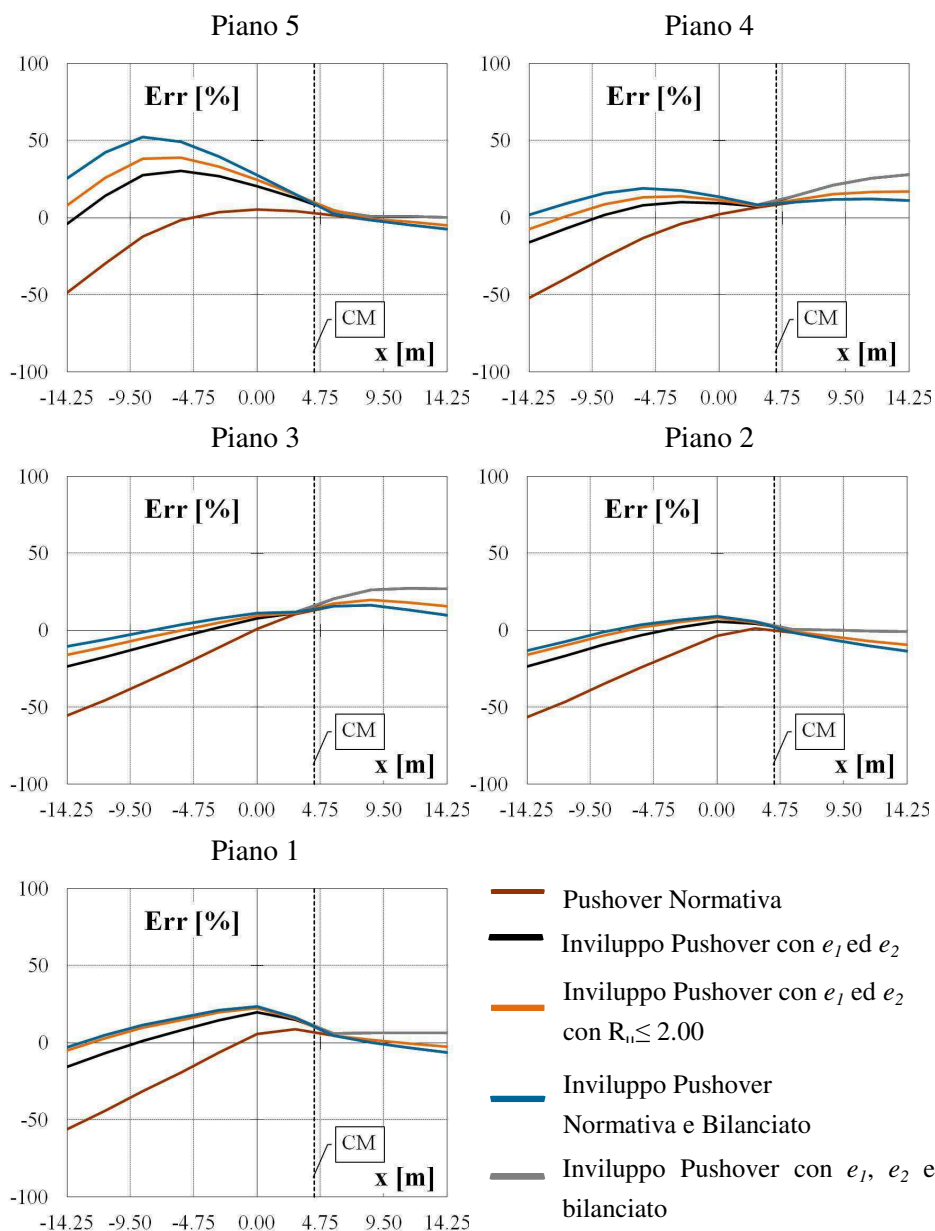 Piano 5
Piano 4
100
50
0
-50
-100
Err [%]
CM
x [m]
-14.25 -9.50 -4.75 0.00 4.75 9.50 14.25
100
50
0
-50
-100
Err [%]
CM
x [m]
-14.25 -9.50 -4.75 0.00 4.75 9.50 14.25
Piano 3
Piano 2
100
50
0
-50
-100
Err [%]
CM
x [m]
-14.25 -9.50 -4.75 0.00 4.75 9.50 14.25
100
50
0
-50
-100
Err [%]
CM
x [m]
-14.25 -9.50 -4.75 0.00 4.75 9.50 14.25
Piano 1
100
50
0
-50
-100
Err [%]
CM
x [m]
-14.25 -9.50 -4.75 0.00 4.75 9.50 14.25
Pushover Normativa
Inviluppo Pushover con e₁ ed e₂
Inviluppo Pushover con e₁ ed e₂
con Rμ≤ 2.00
Inviluppo Pushover
Normativa e Bilanciato
Inviluppo Pushover con e₁, e₂ e
bilanciato